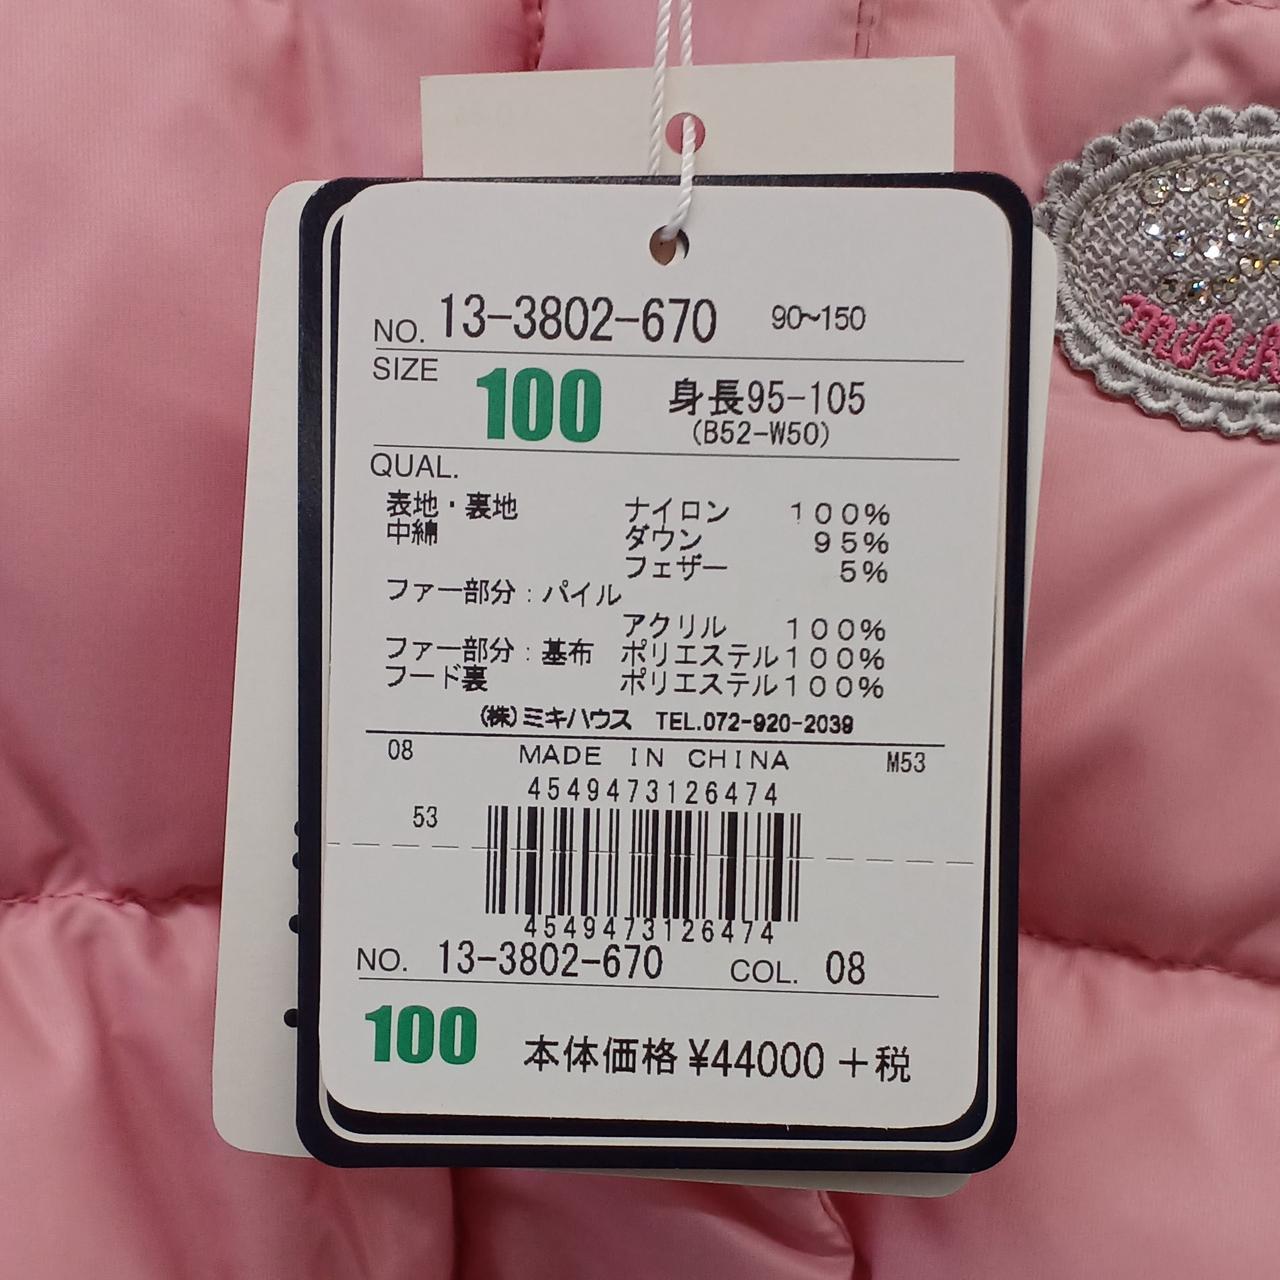 NO. 13-3802-670 90~150
SIZE 100 身長95-105
(B52-W50)
QUAL.
表地・裏地 ナイロン 100%
中綿 ダウン 95%
フェザー 5%
ファー部分:パイル
アクリル 100%
ファー部分:基布 ポリエステル100%
フード裏 ポリエステル100%
(株)ミキハウス TEL.072-920-2039
08 MADE IN CHINA M53
4549473126474
53
4549473126474
NO. 13-3802-670 COL. 08
100 本体価格 ¥44000 +税